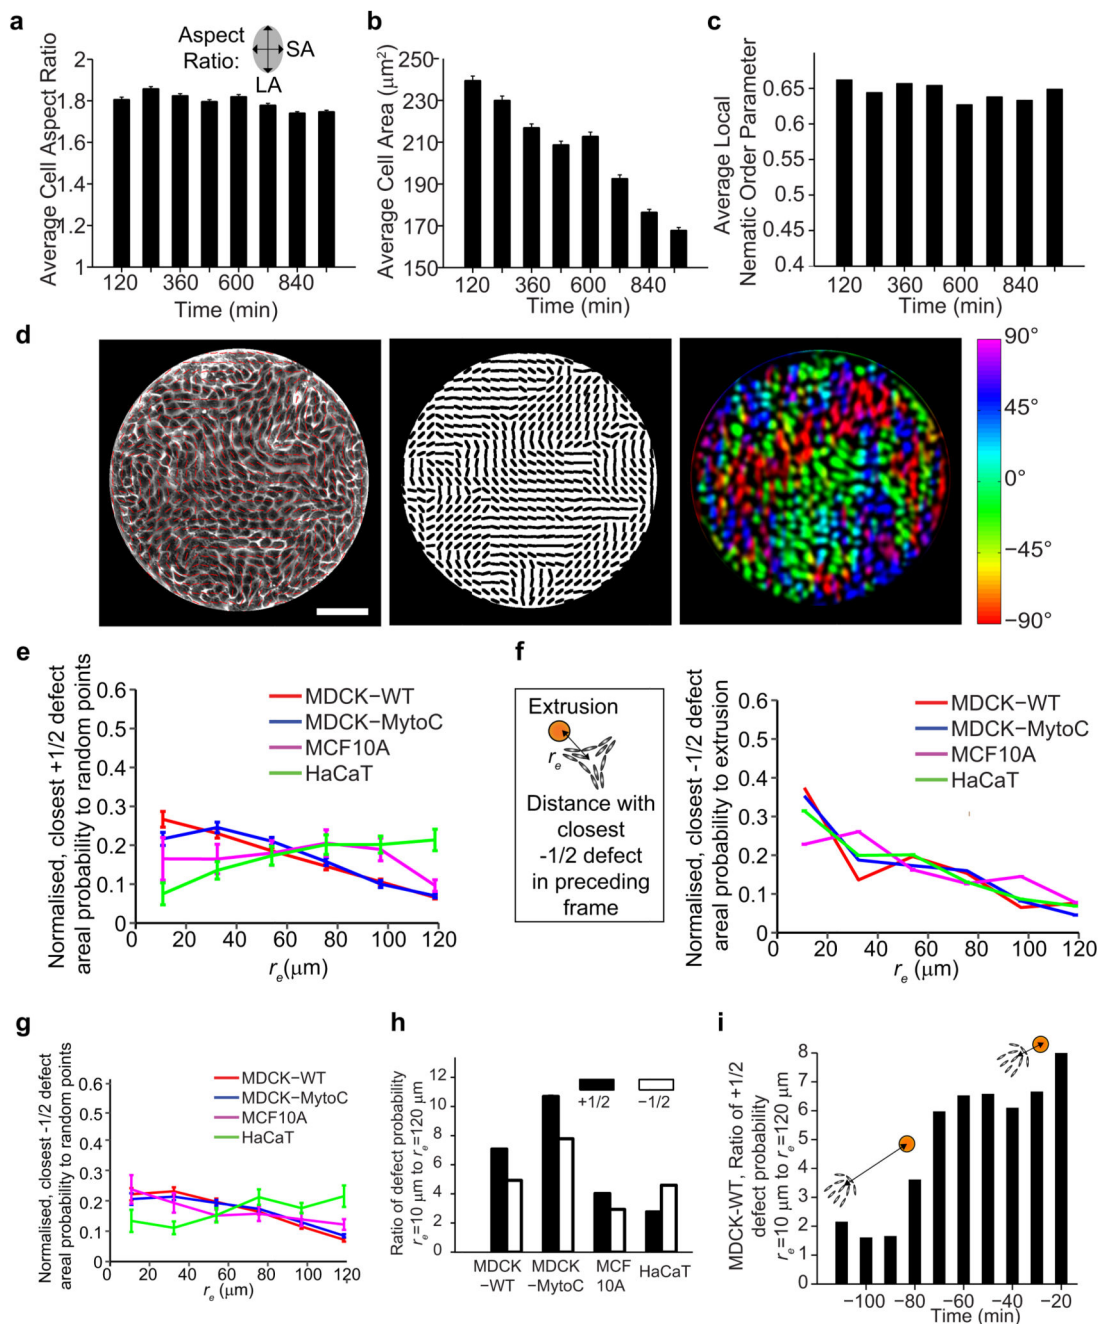 a
Aspect
Ratio:
SA
LA
Average Cell Aspect Ratio
2
1.8
1.6
1.4
1.2
1
120
360
600
840
Time (min)
b
Average Cell Area (μm²)
250
230
210
190
170
150
120
360
600
840
Time (min)
c
Average Local
Nematic Order Parameter
0.65
0.6
0.55
0.5
0.45
0.4
120
360
600
840
Time (min)
d
90°
45°
0°
−45°
−90°
e
Normalised, closest +1/2 defect
areal probability to random points
0.6
0.5
0.4
0.3
0.2
0.1
0
MDCK−WT
MDCK−MytoC
MCF10A
HaCaT
0
20
40
60
80
100
120
rₑ(μm)
f
Extrusion
rₑ
Distance with
closest
-1/2 defect
in preceding
frame
Normalised, closest -1/2 defect
areal probability to extrusion
0.6
0.5
0.4
0.3
0.2
0.1
0
MDCK−WT
MDCK−MytoC
MCF10A
HaCaT
0
20
40
60
80
100
120
rₑ(μm)
g
Normalised, closest -1/2 defect
areal probability to random points
0.6
0.5
0.4
0.3
0.2
0.1
0
MDCK−WT
MDCK−MytoC
MCF10A
HaCaT
0
20
40
60
80
100
120
rₑ(μm)
h
Ratio of defect probability
rₑ=10 μm to rₑ=120 μm
12
10
8
6
4
2
0
+1/2
−1/2
MDCK
−WT
MDCK
−MytoC
MCF
10A
HaCaT
i
MDCK-WT, Ratio of +1/2
defect probability
rₑ=10 μm to rₑ=120 μm
8
7
6
5
4
3
2
1
0
−100
−80
−60
−40
−20
Time (min)